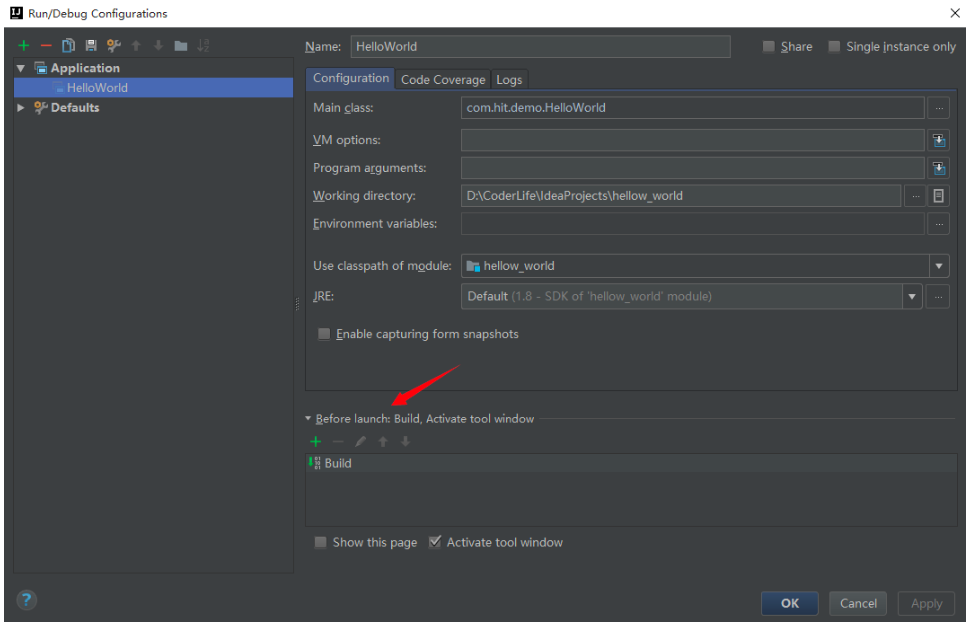 Run/Debug Configurations
Name: HelloWorld Share Single instance only
Application
HelloWorld
Defaults
Configuration Code Coverage Logs
Main class: com.hit.demo.HelloWorld ...
VM options:
Program arguments:
Working directory: D:\CoderLife\IdeaProjects\hellow_world ...
Environment variables: ...
Use classpath of module: hellow_world
JRE: Default (1.8 - SDK of 'hellow_world' module) ...
Enable capturing form snapshots
Before launch: Build, Activate tool window
Build
Show this page Activate tool window
? OK Cancel Apply